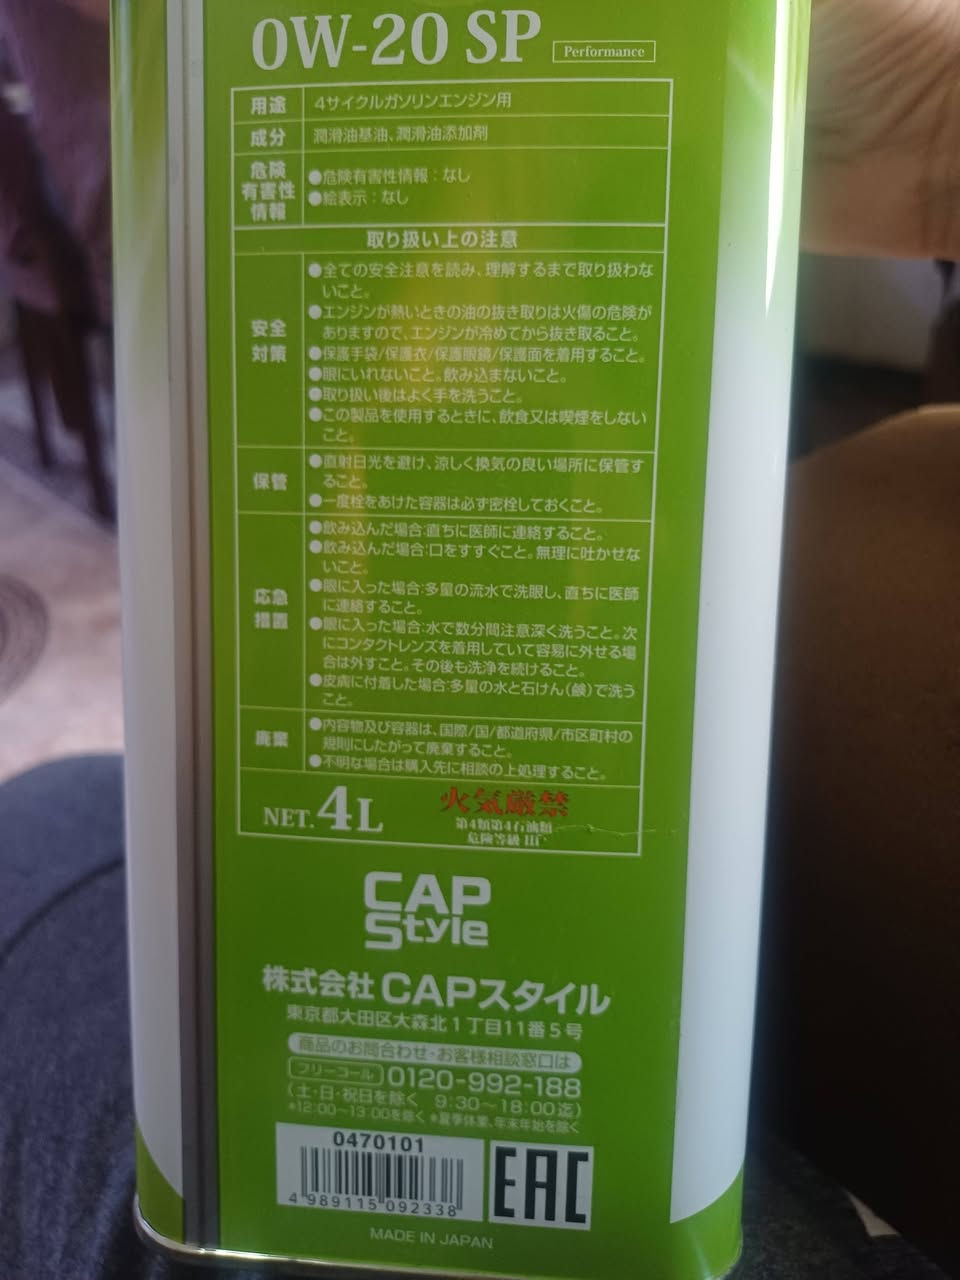 0W-20 SP Performance
用途
4サイクルガソリンエンジン用
成分
潤滑油基油、潤滑油添加剤
危険
有害性
情報
●危険有害性情報:なし
●絵表示:なし
取り扱い上の注意
安全
対策
●全ての安全注意を読み、理解するまで取り扱わな
いこと。
●エンジンが熱いときの油の抜き取りは火傷の危険が
ありますので、エンジンが冷めてから抜き取ること。
●保護手袋/保護衣/保護眼鏡/保護面を着用すること。
●眼にいれないこと。飲み込まないこと。
●取り扱い後はよく手を洗うこと。
●この製品を使用するときに、飲食又は喫煙をしない
こと。
保管
●直射日光を避け、涼しく換気の良い場所に保管す
ること。
●一度栓をあけた容器は必ず密栓しておくこと。
応急
措置
●飲み込んだ場合:直ちに医師に連絡すること。
●飲み込んだ場合:口をすすぐこと。無理に吐かせな
いこと。
●眼に入った場合:多量の流水で洗眼し、直ちに医師
に連絡すること。
●眼に入った場合:水で数分間注意深く洗うこと。次
にコンタクトレンズを着用していて容易に外せる場
合は外すこと。その後も洗浄を続けること。
●皮膚に付着した場合:多量の水と石けん(鹸)で洗う
こと。
廃棄
●内容物及び容器は、国際/国/都道府県/市区町村の
規則にしたがって廃棄すること。
●不明な場合は購入先に相談の上処理すること。
NET. 4L
火気厳禁
第4類第4石油類
危険等級 III
CAP
Style
株式会社 CAPスタイル
東京都大田区大森北1丁目11番5号
商品のお問合わせ・お客様相談窓口は
フリーコール 0120-992-188
(土・日・祝日を除く 9:30～18:00迄)
*12:00～13:00を除く *夏季休業、年末年始を除く
0470101
4 989115 092338
EAC
MADE IN JAPAN